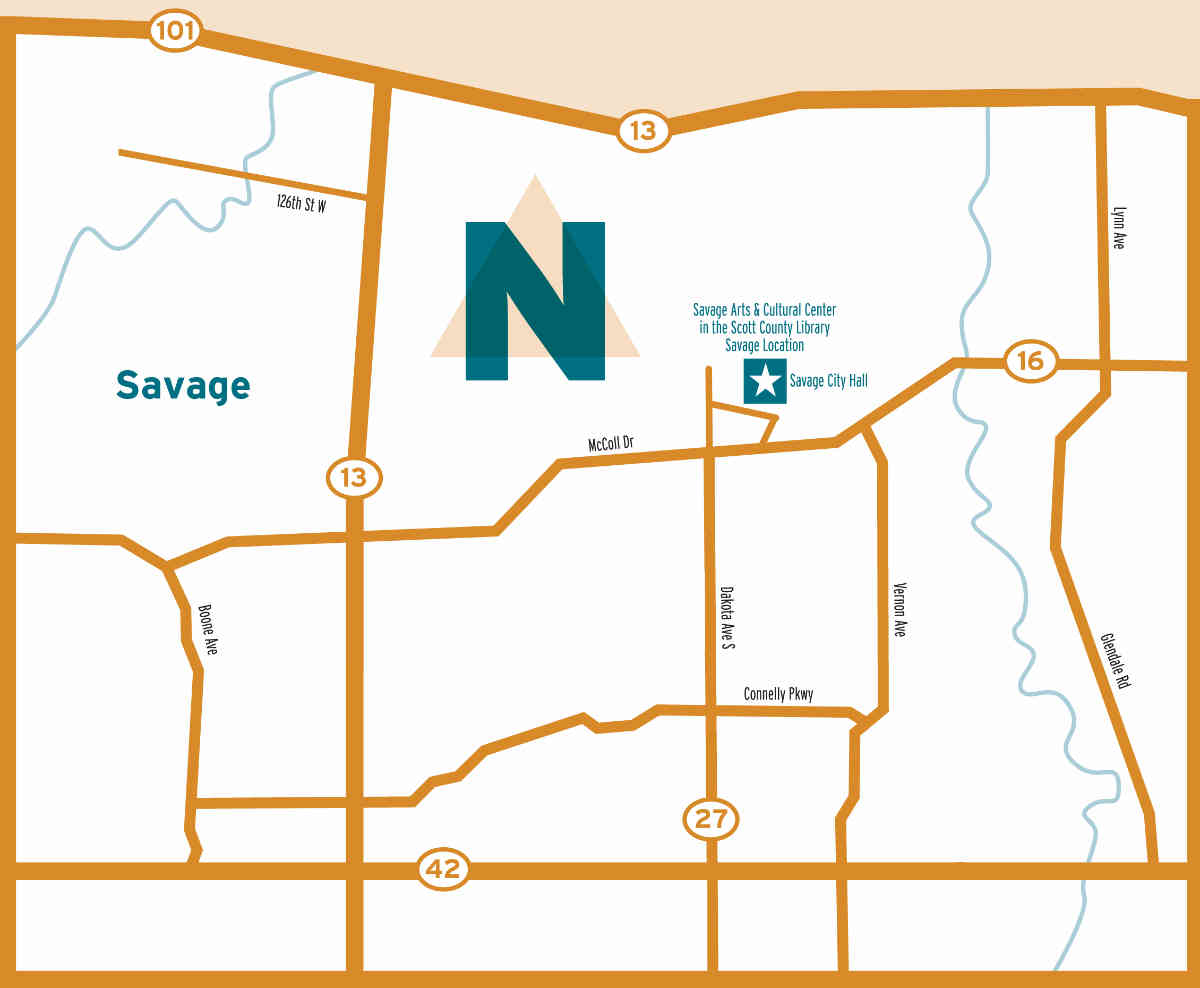 101
13
126th St W
Lynn Ave
N
Savage Arts & Cultural Center
in the Scott County Library
Savage Location
Savage City Hall
16
Savage
McColl Dr
13
Boone Ave
Dakota Ave S
Vernon Ave
Glendale Rd
Connelly Pkwy
27
42